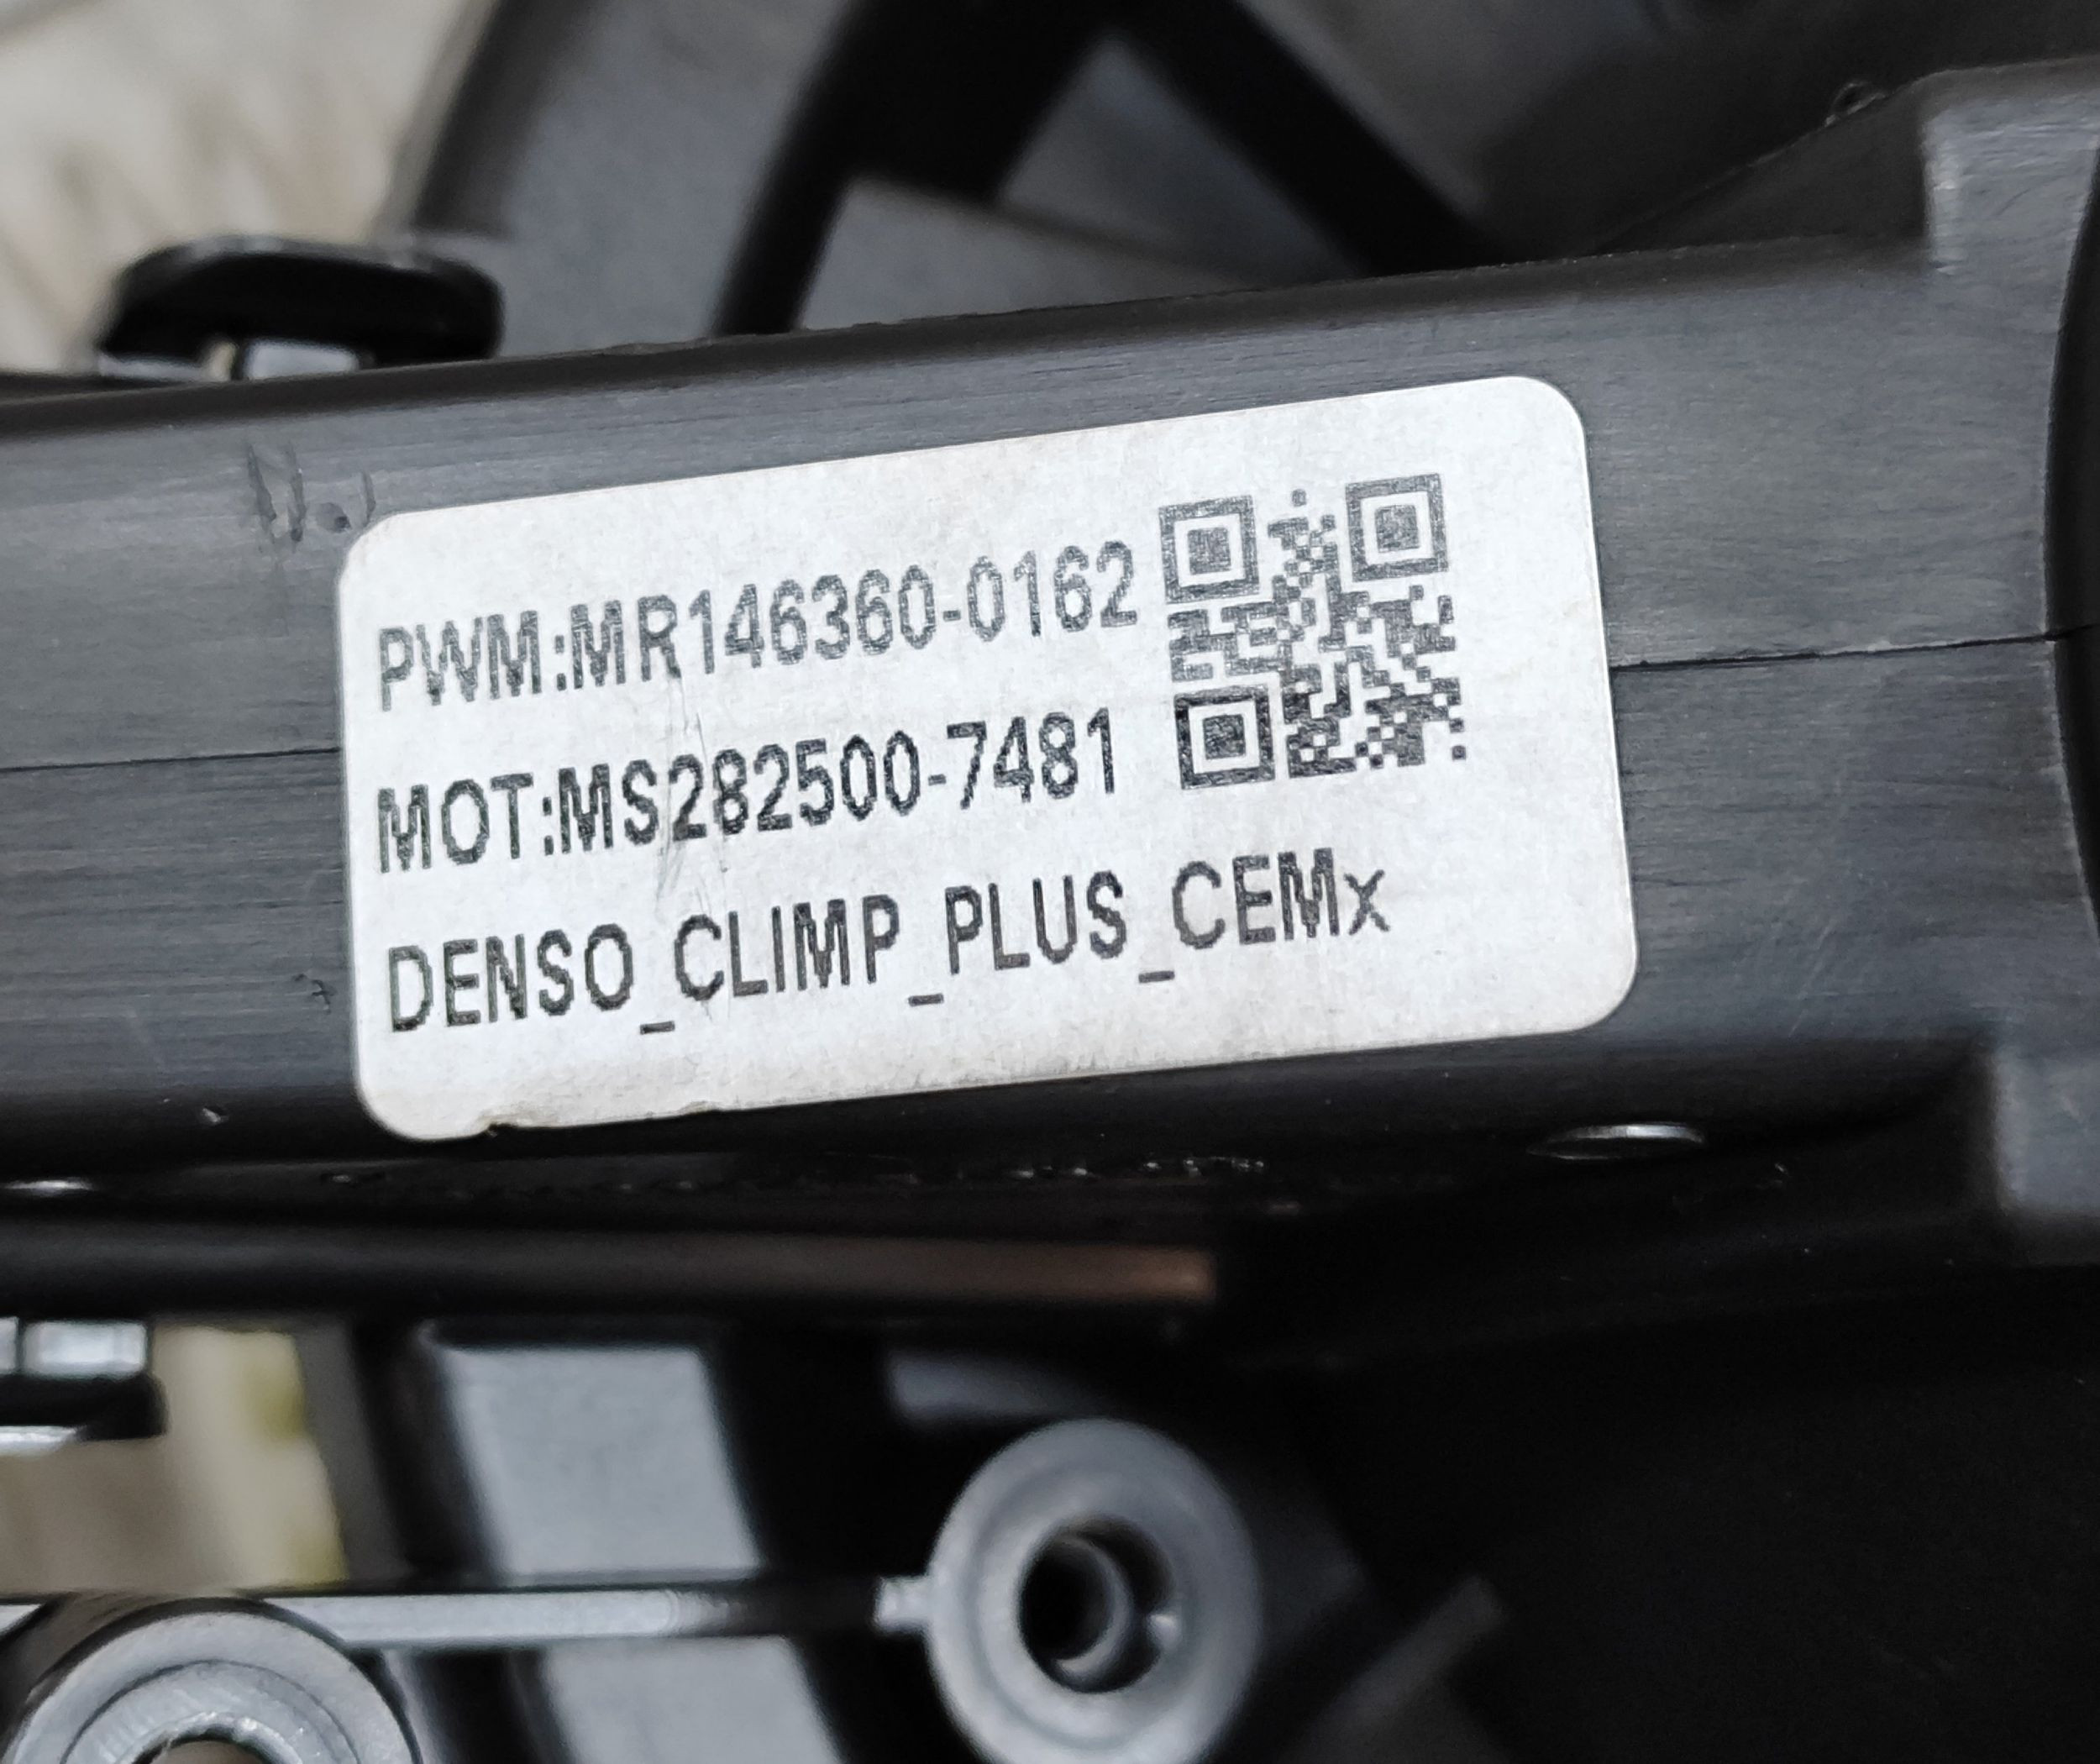 PWM:MR146360-0162
MOT:MS282500-7481
DENSO_CLIMP_PLUS_CEMx